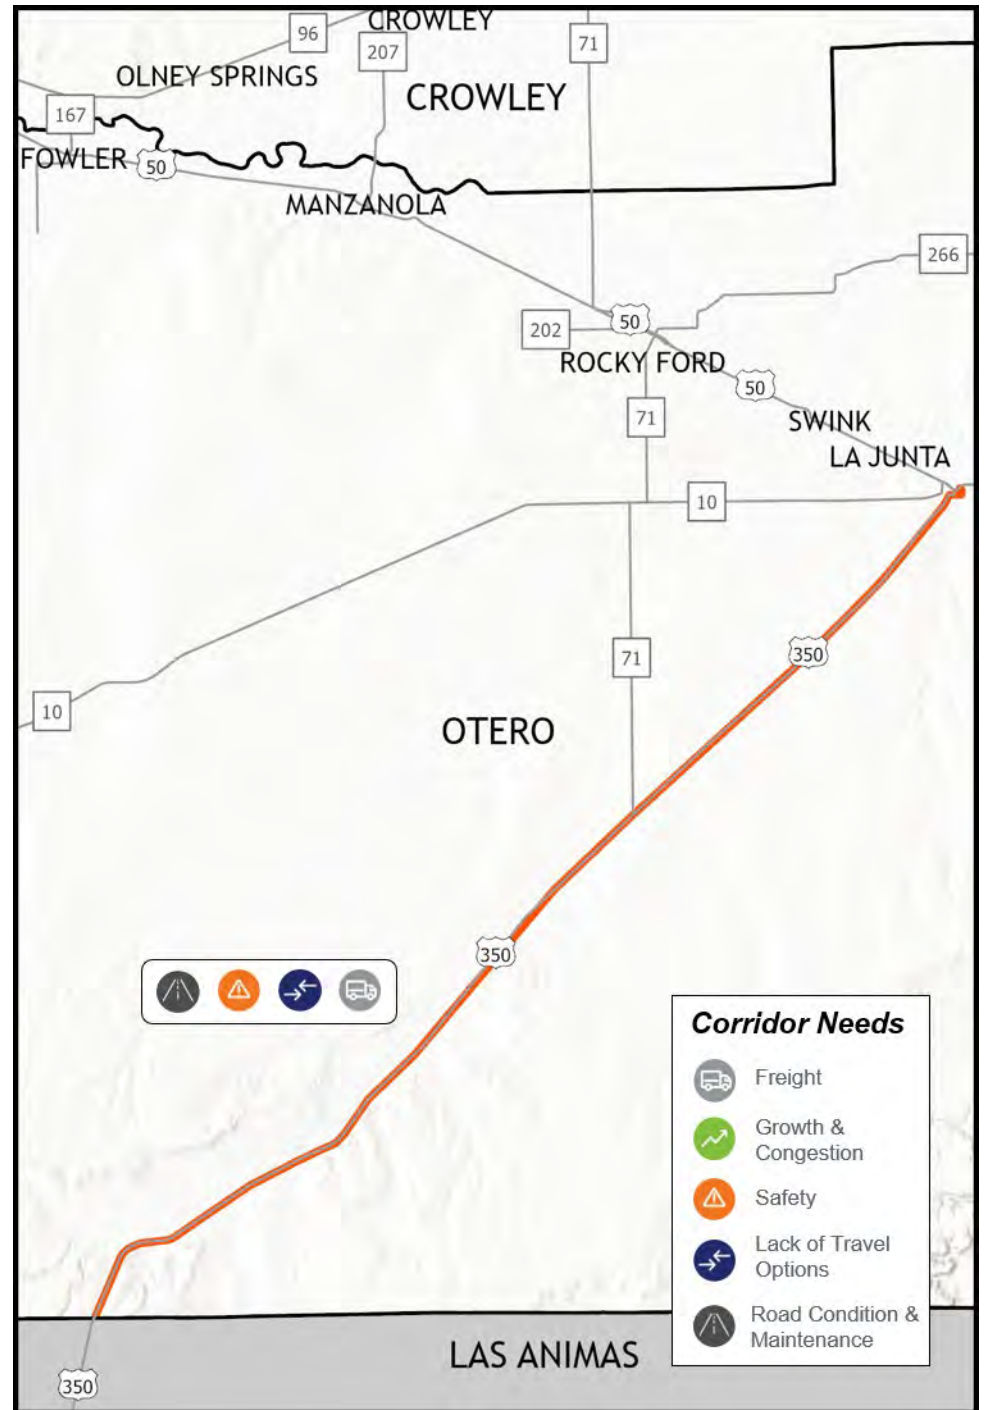 CROWLEY
96
207
71
OLNEY SPRINGS
CROWLEY
167
FOWLER
50
MANZANOLA
266
50
202
ROCKY FORD
50
71
SWINK
LA JUNTA
10
350
71
10
OTERO
350
Corridor Needs
Freight
Growth &
Congestion
Safety
Lack of Travel
Options
Road Condition &
Maintenance
LAS ANIMAS
350